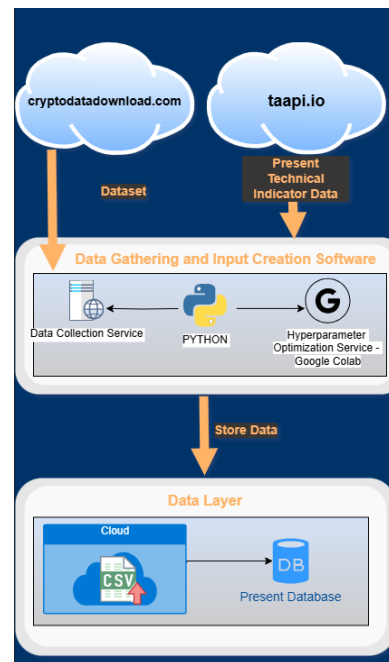 cryptodatadownload.com
taapi.io
Dataset
Present
Technical
Indicator Data
Data Gathering and Input Creation Software
Data Collection Service
PYTHON
G
Hyperparameter
Optimization Service -
Google Colab
Store Data
Data Layer
Cloud
CSV
DB
Present Database